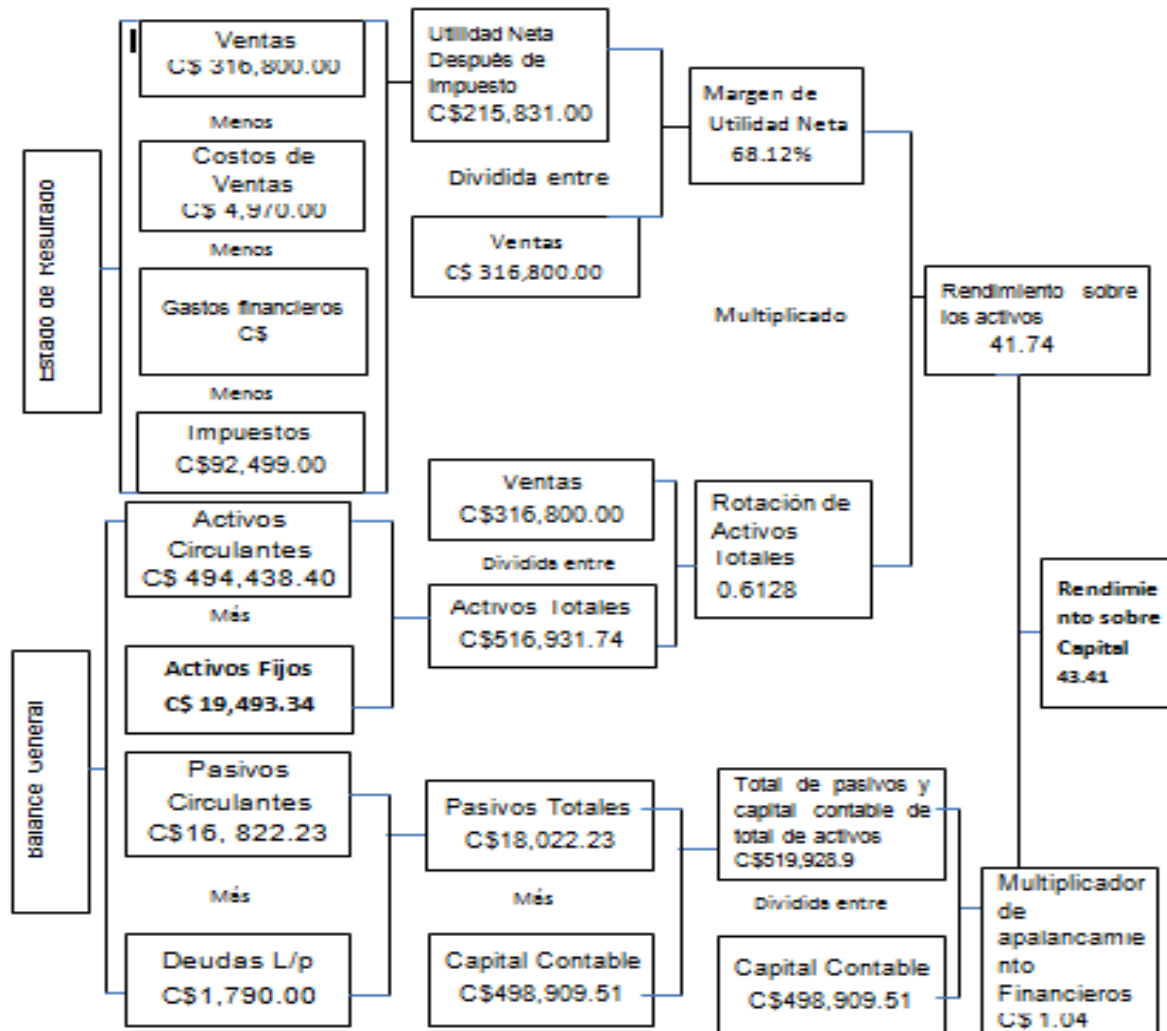 Estado de Resultado
Ventas
C$ 316,800.00
Menos
Costos de
Ventas
C$ 4,970.00
Menos
Gastos financieros
C$
Menos
Impuestos
C$92,499.00
Utilidad Neta
Después de
Impuesto
C$215,831.00
Dividida entre
Ventas
C$ 316,800.00
Margen de
Utilidad Neta
68.12%
Multiplicado
Rendimiento sobre
los activos
41.74
Balance General
Activos
Circulantes
C$ 494,438.40
Más
Activos Fijos
C$ 19,493.34
Ventas
C$316,800.00
Dividida entre
Activos Totales
C$516,931.74
Rotación de
Activos
Totales
0.6128
Rendimie
nto sobre
Capital
43.41
Pasivos
Circulantes
C$16, 822.23
Más
Deudas L/p
C$1,790.00
Pasivos Totales
C$18,022.23
Más
Capital Contable
C$498,909.51
Total de pasivos y
capital contable de
total de activos
C$519,928.9
Dividida entre
Capital Contable
C$498,909.51
Multiplicador
de
apalancamie
nto
Financieros
C$ 1.04